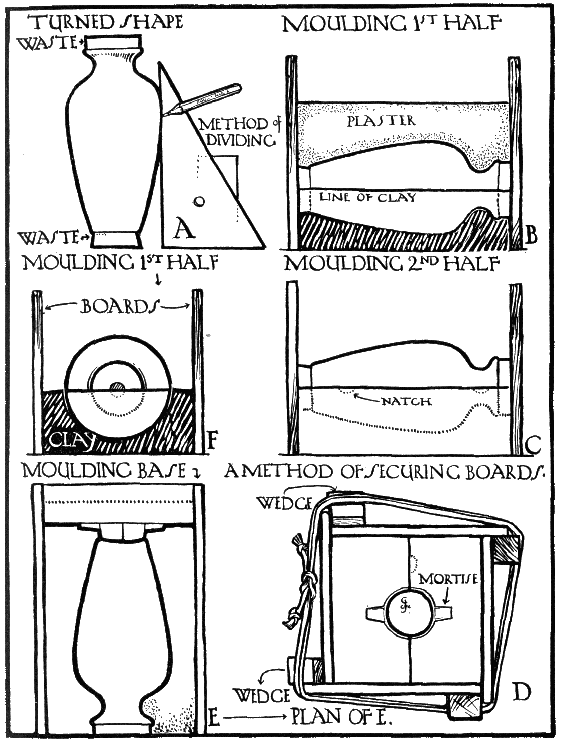 TURNED SHAPE
WASTE
METHOD of
DIVIDING
WASTE
A
MOULDING 1ST HALF
PLASTER
LINE OF CLAY
B
MOULDING 1ST HALF
BOARDS
CLAY
F
MOULDING 2ND HALF
NATCH
C
MOULDING BASE
E
A METHOD OF SECURING BOARDS.
WEDGE
MORTISE
WEDGE
D
PLAN OF E.